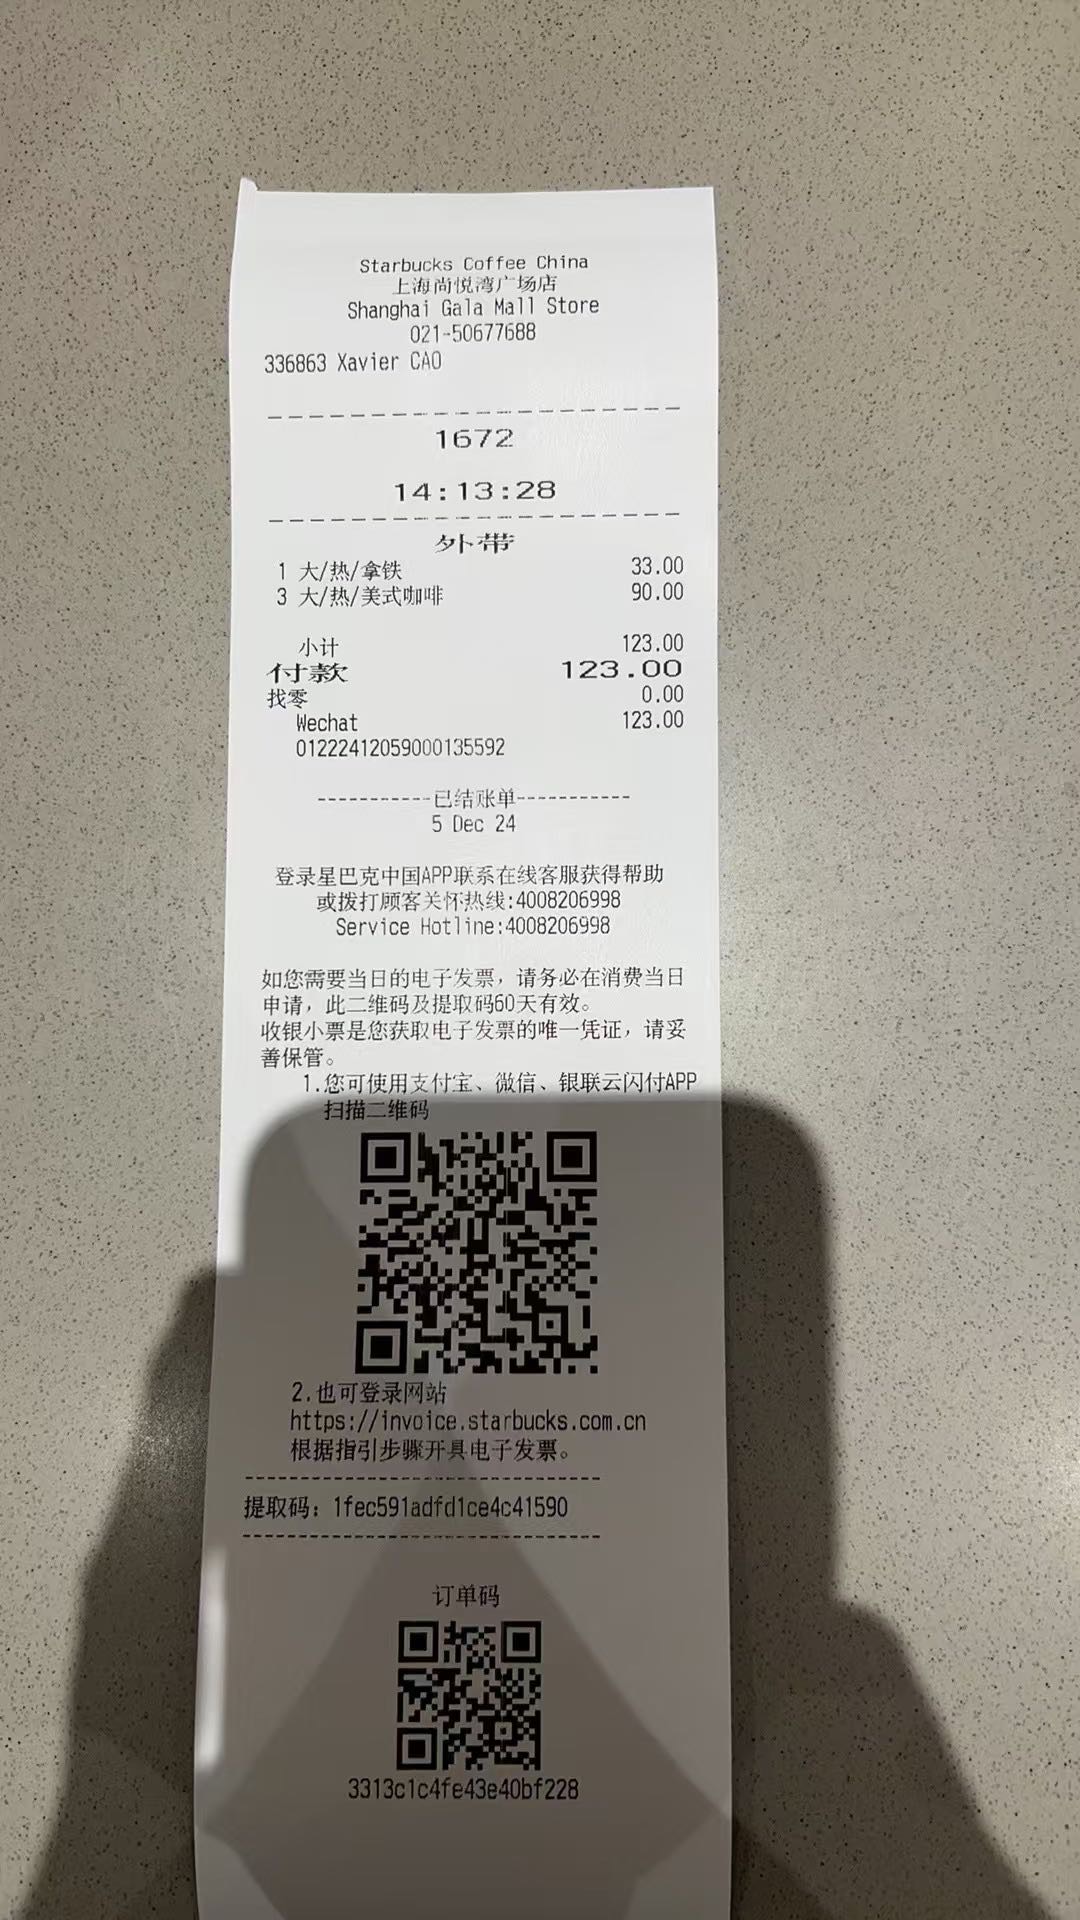 Starbucks Coffee China
上海尚悦湾广场店
Shanghai Gala Mall Store
021-50677688
336863 Xavier CAO
1672
14:13:28
外带
1 大/热/拿铁 33.00
3 大/热/美式咖啡 90.00
小计 123.00
付款 123.00
找零 0.00
Wechat 123.00
01222412059000135592
-----------已结账单-----------
5 Dec 24
登录星巴克中国APP联系在线客服获得帮助
或拨打顾客关怀热线:4008206998
Service Hotline:4008206998
如您需要当日的电子发票，请务必在消费当日
申请，此二维码及提取码60天有效。
收银小票是您获取电子发票的唯一凭证，请妥
善保管。
1.您可使用支付宝、微信、银联云闪付APP
扫描二维码
2.也可登录网站
https://invoice.starbucks.com.cn
根据指引步骤开具电子发票。
提取码：1fec591adfd1ce4c41590
订单码
3313c1c4fe43e40bf228